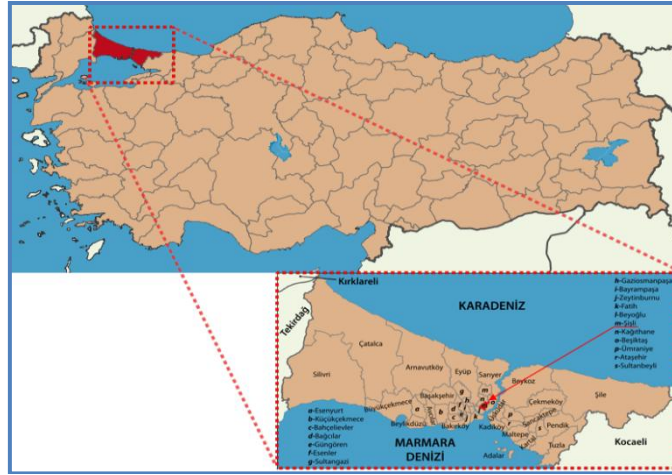 Kırklareli
Tekirdağ
KARADENİZ
h-Gaziosmanpaşa
i-Bayrampaşa
j-Zeytinburnu
k-Fatih
l-Beyoğlu
m-Şişli
n-Kağıthane
o-Beşiktaş
p-Ümraniye
r-Ataşehir
s-Sultanbeyli
Çatalca
Silivri
Arnavutköy
Eyüp
Sarıyer
Beykoz
Şile
Başakşehir
g
m
n
h
o
Çekmeköy
Büyükçekmece
a
b
Üsküdar
Sancaktepe
Beylikdüzü
Bakırköy
Kadıköy
Maltepe
Kartal
s
Pendik
Tuzla
Adalar
Kocaeli
MARMARA
DENİZİ
a-Esenyurt
b-Küçükçekmece
c-Bahçelievler
d-Bağcılar
e-Güngören
f-Esenler
g-Sultangazi